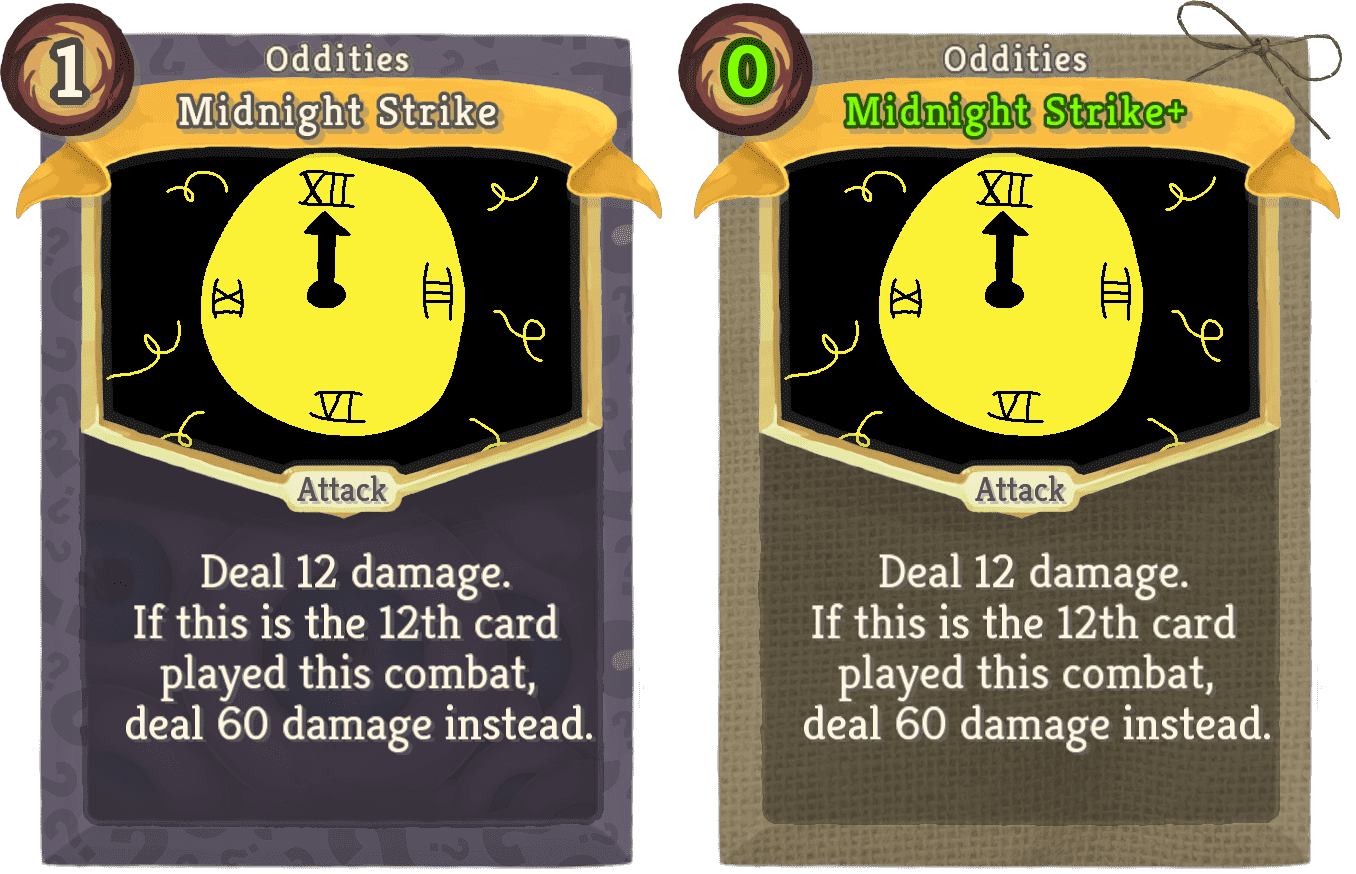 1
Oddities
Midnight Strike
XII
IX
III
VI
Attack
Deal 12 damage.
If this is the 12th card
played this combat,
deal 60 damage instead.
0
Oddities
Midnight Strike+
XII
IX
III
VI
Attack
Deal 12 damage.
If this is the 12th card
played this combat,
deal 60 damage instead.